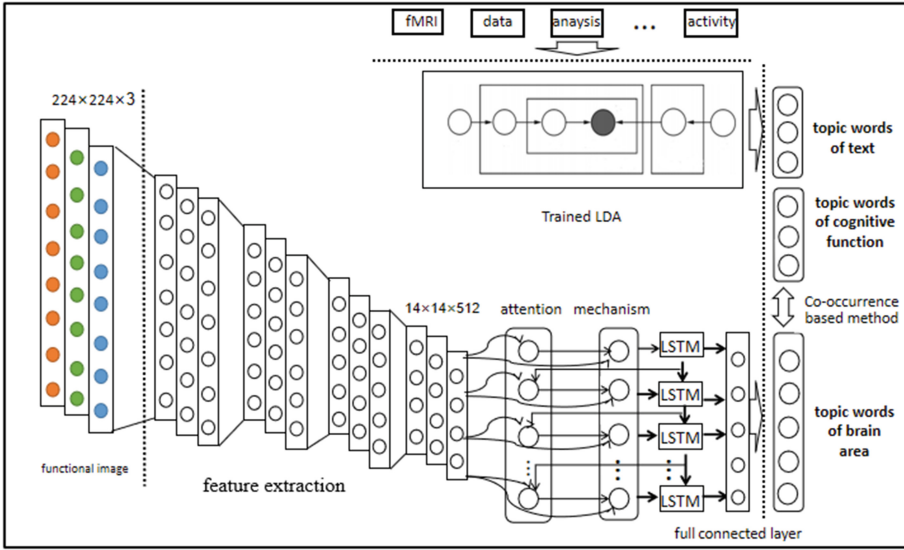 fMRI data anaysis ... activity
224×224×3
topic words
of text
Trained LDA
topic words
of cognitive
function
14×14×512 attention mechanism
Co-occurrence
based method
LSTM
LSTM
LSTM
LSTM
topic words
of brain
area
functional image
feature extraction
full connected layer